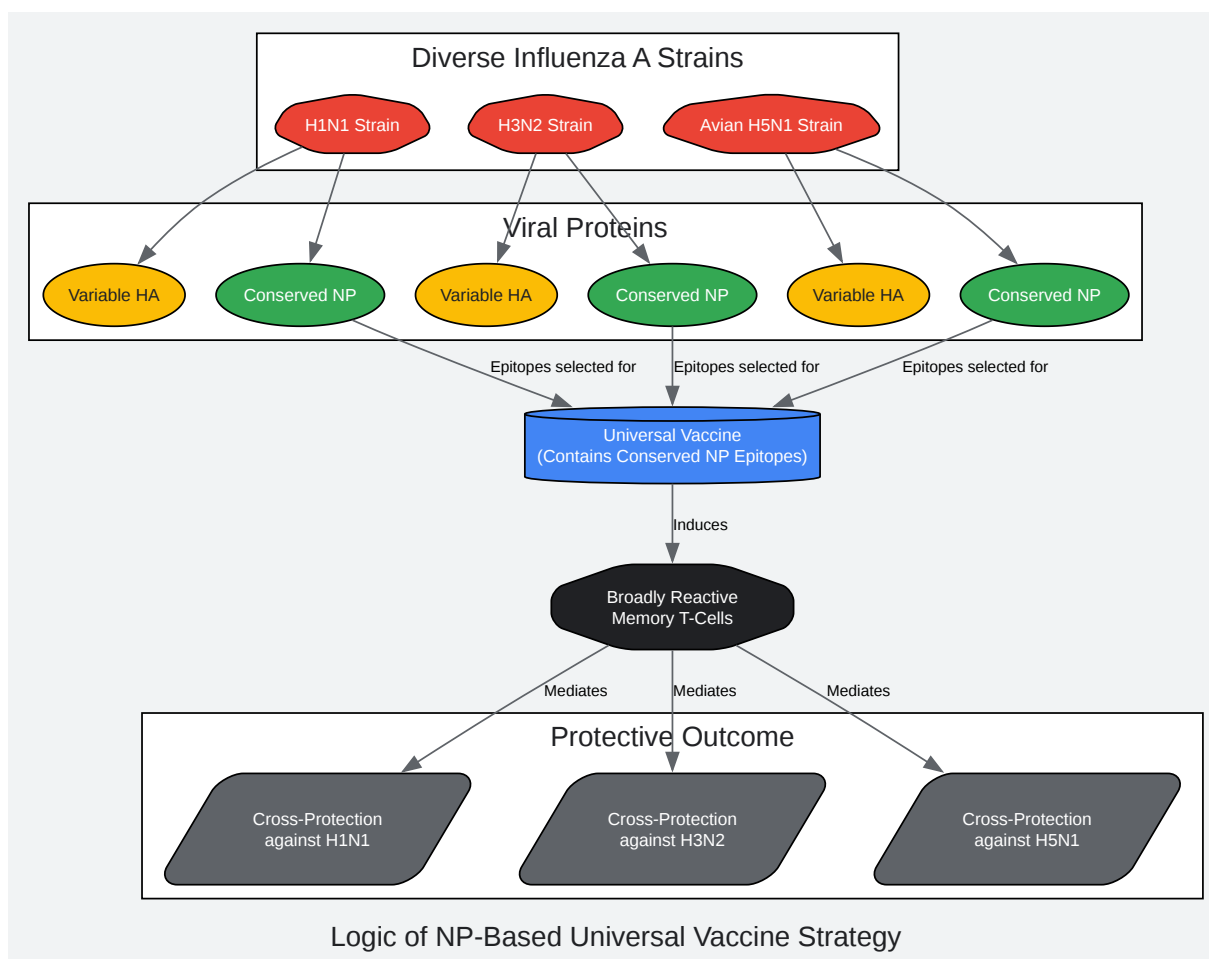 Diverse Influenza A Strains
H1N1 Strain
H3N2 Strain
Avian H5N1 Strain
Viral Proteins
Variable HA
Conserved NP
Variable HA
Conserved NP
Variable HA
Conserved NP
Epitopes selected for
Epitopes selected for
Epitopes selected for
Universal Vaccine
(Contains Conserved NP Epitopes)
Induces
Broadly Reactive
Memory T-Cells
Mediates
Mediates
Mediates
Protective Outcome
Cross-Protection
against H1N1
Cross-Protection
against H3N2
Cross-Protection
against H5N1
Logic of NP-Based Universal Vaccine Strategy